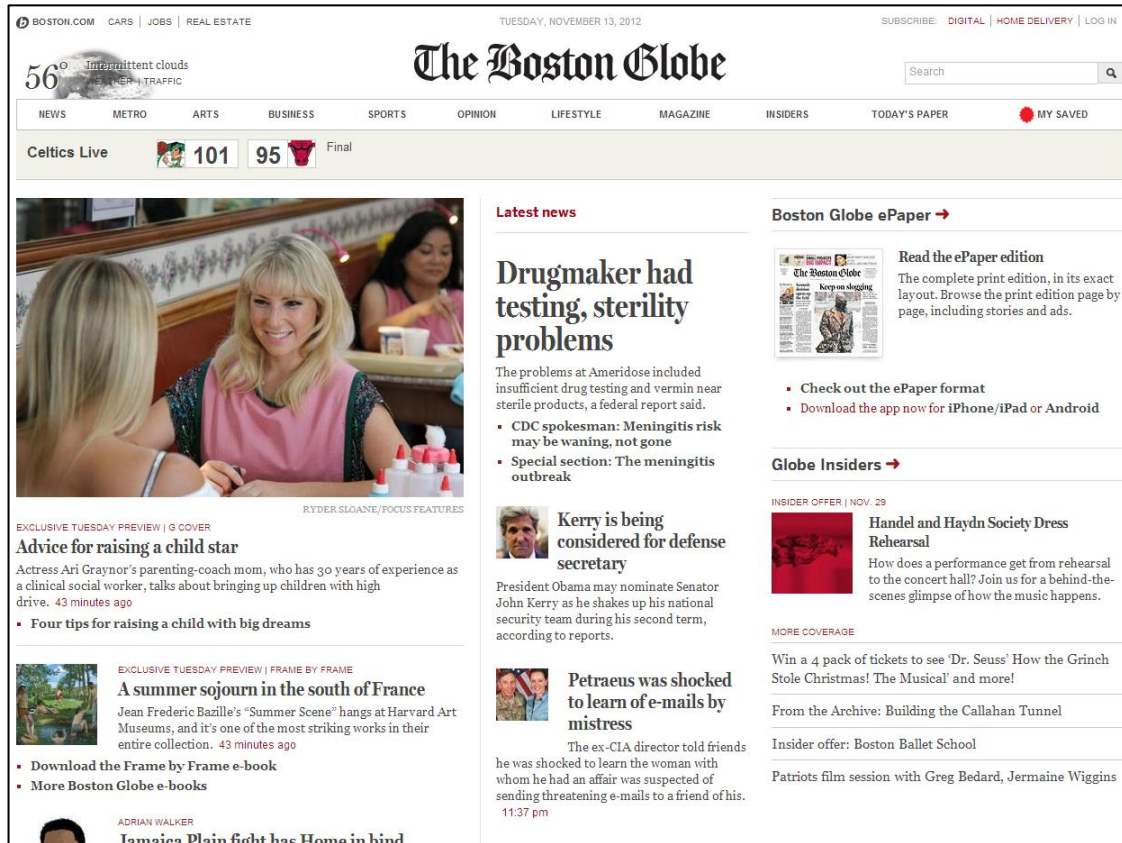 BOSTON.COM CARS | JOBS | REAL ESTATE
TUESDAY, NOVEMBER 13, 2012
SUBSCRIBE: DIGITAL | HOME DELIVERY | LOG IN
56° Intermittent clouds
WEATHER | TRAFFIC
The Boston Globe
Search
NEWS METRO ARTS BUSINESS SPORTS OPINION LIFESTYLE MAGAZINE INSIDERS TODAY'S PAPER MY SAVED
Celtics Live 101 95 Final
RYDER SLOANE/FOCUS FEATURES
EXCLUSIVE TUESDAY PREVIEW | G COVER
Advice for raising a child star
Actress Ari Graynor's parenting-coach mom, who has 30 years of experience as
a clinical social worker, talks about bringing up children with high
drive. 43 minutes ago
Four tips for raising a child with big dreams
EXCLUSIVE TUESDAY PREVIEW | FRAME BY FRAME
A summer sojourn in the south of France
Jean Frederic Bazille's “Summer Scene” hangs at Harvard Art
Museums, and it's one of the most striking works in their
entire collection. 43 minutes ago
Download the Frame by Frame e-book
More Boston Globe e-books
ADRIAN WALKER
Jamaica Plain fight has Home in bind
Latest news
Drugmaker had
testing, sterility
problems
The problems at Ameridose included
insufficient drug testing and vermin near
sterile products, a federal report said.
CDC spokesman: Meningitis risk
may be waning, not gone
Special section: The meningitis
outbreak
Kerry is being
considered for defense
secretary
President Obama may nominate Senator
John Kerry as he shakes up his national
security team during his second term,
according to reports.
Petraeus was shocked
to learn of e-mails by
mistress
The ex-CIA director told friends
he was shocked to learn the woman with
whom he had an affair was suspected of
sending threatening e-mails to a friend of his.
11:37 pm
Boston Globe ePaper →
The Boston Globe
Keep on slogging
Read the ePaper edition
The complete print edition, in its exact
layout. Browse the print edition page by
page, including stories and ads.
Check out the ePaper format
Download the app now for iPhone/iPad or Android
Globe Insiders →
INSIDER OFFER | NOV. 29
Handel and Haydn Society Dress
Rehearsal
How does a performance get from rehearsal
to the concert hall? Join us for a behind-the-
scenes glimpse of how the music happens.
MORE COVERAGE
Win a 4 pack of tickets to see ‘Dr. Seuss’ How the Grinch
Stole Christmas! The Musical’ and more!
From the Archive: Building the Callahan Tunnel
Insider offer: Boston Ballet School
Patriots film session with Greg Bedard, Jermaine Wiggins